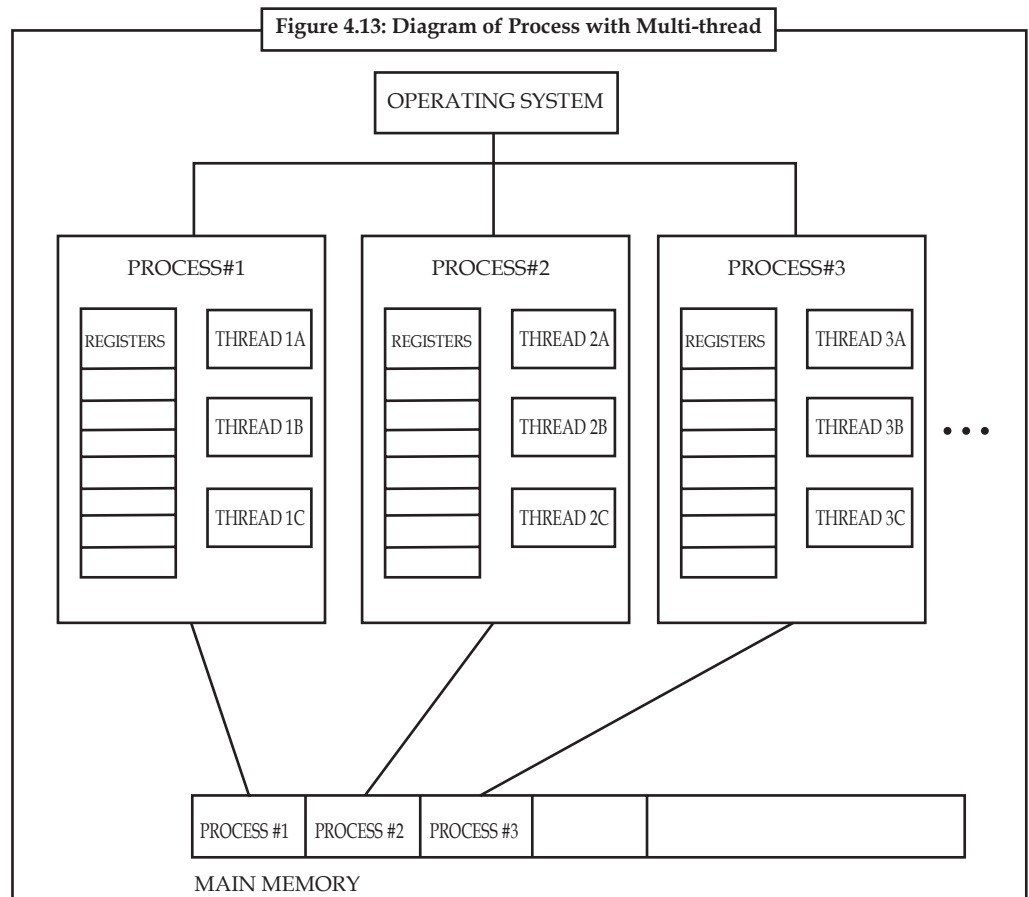 Figure 4.13: Diagram of Process with Multi-thread
OPERATING SYSTEM
PROCESS#1
REGISTERS
THREAD 1A
THREAD 1B
THREAD 1C
PROCESS#2
REGISTERS
THREAD 2A
THREAD 2B
THREAD 2C
PROCESS#3
REGISTERS
THREAD 3A
THREAD 3B
THREAD 3C
...
PROCESS #1
PROCESS #2
PROCESS #3
MAIN MEMORY